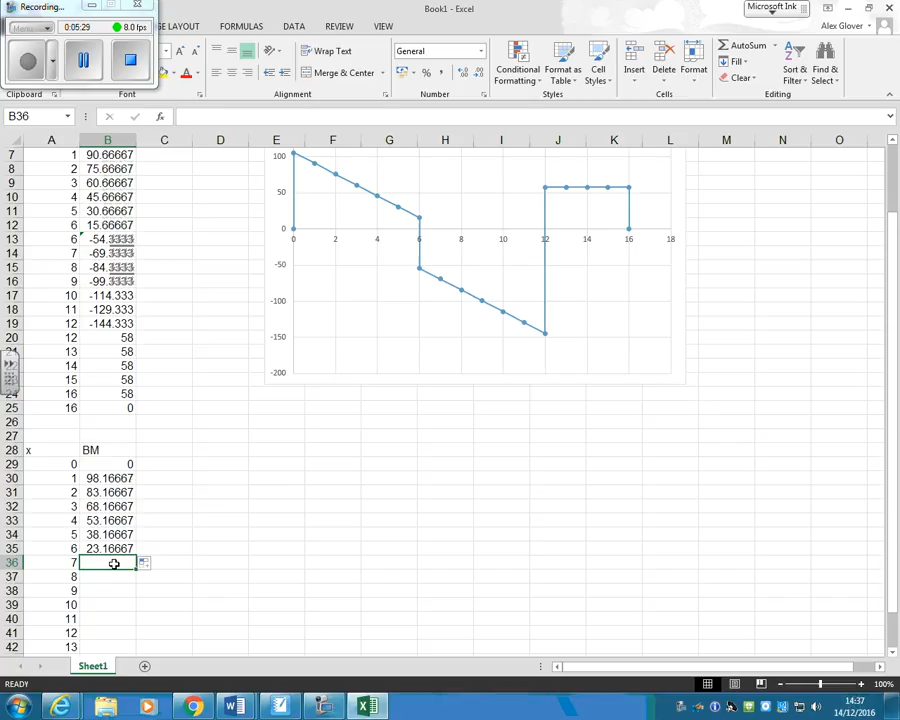 Recording...
Book1 - Excel
Microsoft Ink
Menu
0:05:29
8.0 fps
GE LAYOUT
FORMULAS
DATA
REVIEW
VIEW
Alex Glover
Wrap Text
General
Merge & Center
Conditional
Formatting
Format as
Table
Cell
Styles
Insert
Delete
Format
AutoSum
Fill
Clear
Sort &
Filter
Find &
Select
Clipboard
Font
Alignment
Number
Styles
Cells
Editing
B36
fx
A B C D E F G H I J K L M N O
7 1 90.66667
8 2 75.66667
9 3 60.66667
10 4 45.66667
11 5 30.66667
12 6 15.66667
13 6 -54.3333
14 7 -69.3333
15 8 -84.3333
16 9 -99.3333
17 10 -114.333
18 11 -129.333
19 12 -144.333
20 12 58
13 58
22 14 58
15 58
24 16 58
25 16 0
26
27
28 x BM
29 0 0
30 1 98.16667
31 2 83.16667
32 3 68.16667
33 4 53.16667
34 5 38.16667
35 6 23.16667
36 7
37 8
38 9
39 10
40 11
41 12
42 13
100
50
0
-50
-100
-150
-200
0 2 4 6 8 10 12 14 16 18
Sheet1
READY
100%
14:37
14/12/2016